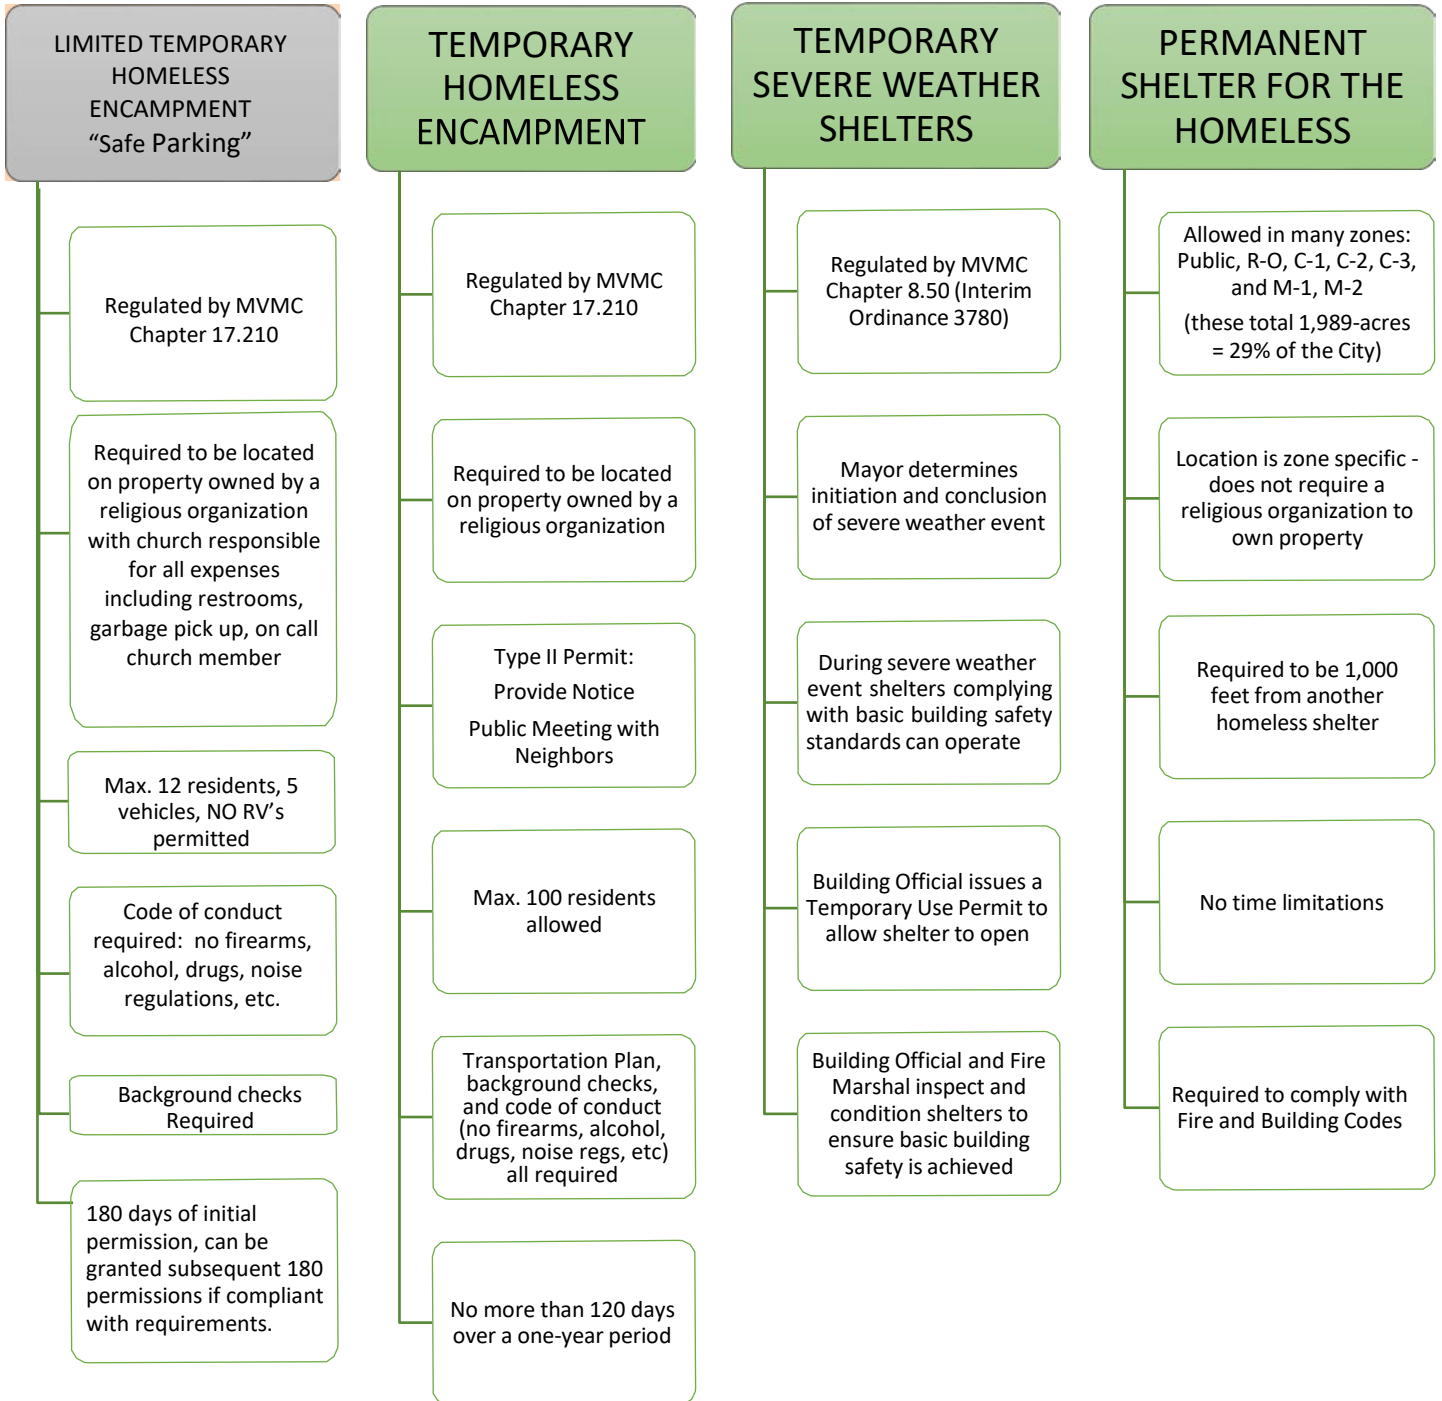 LIMITED TEMPORARY
HOMELESS
ENCAMPMENT
“Safe Parking”
Regulated by MVMC
Chapter 17.210
Required to be located
on property owned by a
religious organization
with church responsible
for all expenses
including restrooms,
garbage pick up, on call
church member
Max. 12 residents, 5
vehicles, NO RV’s
permitted
Code of conduct
required:  no firearms,
alcohol, drugs, noise
regulations, etc.
Background checks
Required
180 days of initial
permission, can be
granted subsequent 180
permissions if compliant
with requirements.
TEMPORARY
HOMELESS
ENCAMPMENT
Regulated by MVMC
Chapter 17.210
Required to be located
on property owned by a
religious organization
Type II Permit:
Provide Notice
Public Meeting with
Neighbors
Max. 100 residents
allowed
Transportation Plan,
background checks,
and code of conduct
(no firearms, alcohol,
drugs, noise regs, etc)
all required
No more than 120 days
over a one-year period
TEMPORARY
SEVERE WEATHER
SHELTERS
Regulated by MVMC
Chapter 8.50 (Interim
Ordinance 3780)
Mayor determines
initiation and conclusion
of severe weather event
During severe weather
event shelters complying
with basic building safety
standards can operate
Building Official issues a
Temporary Use Permit to
allow shelter to open
Building Official and Fire
Marshal inspect and
condition shelters to
ensure basic building
safety is achieved
PERMANENT
SHELTER FOR THE
HOMELESS
Allowed in many zones:
Public, R-O, C-1, C-2, C-3,
and M-1, M-2
(these total 1,989-acres
= 29% of the City)
Location is zone specific -
does not require a
religious organization to
own property
Required to be 1,000
feet from another
homeless shelter
No time limitations
Required to comply with
Fire and Building Codes